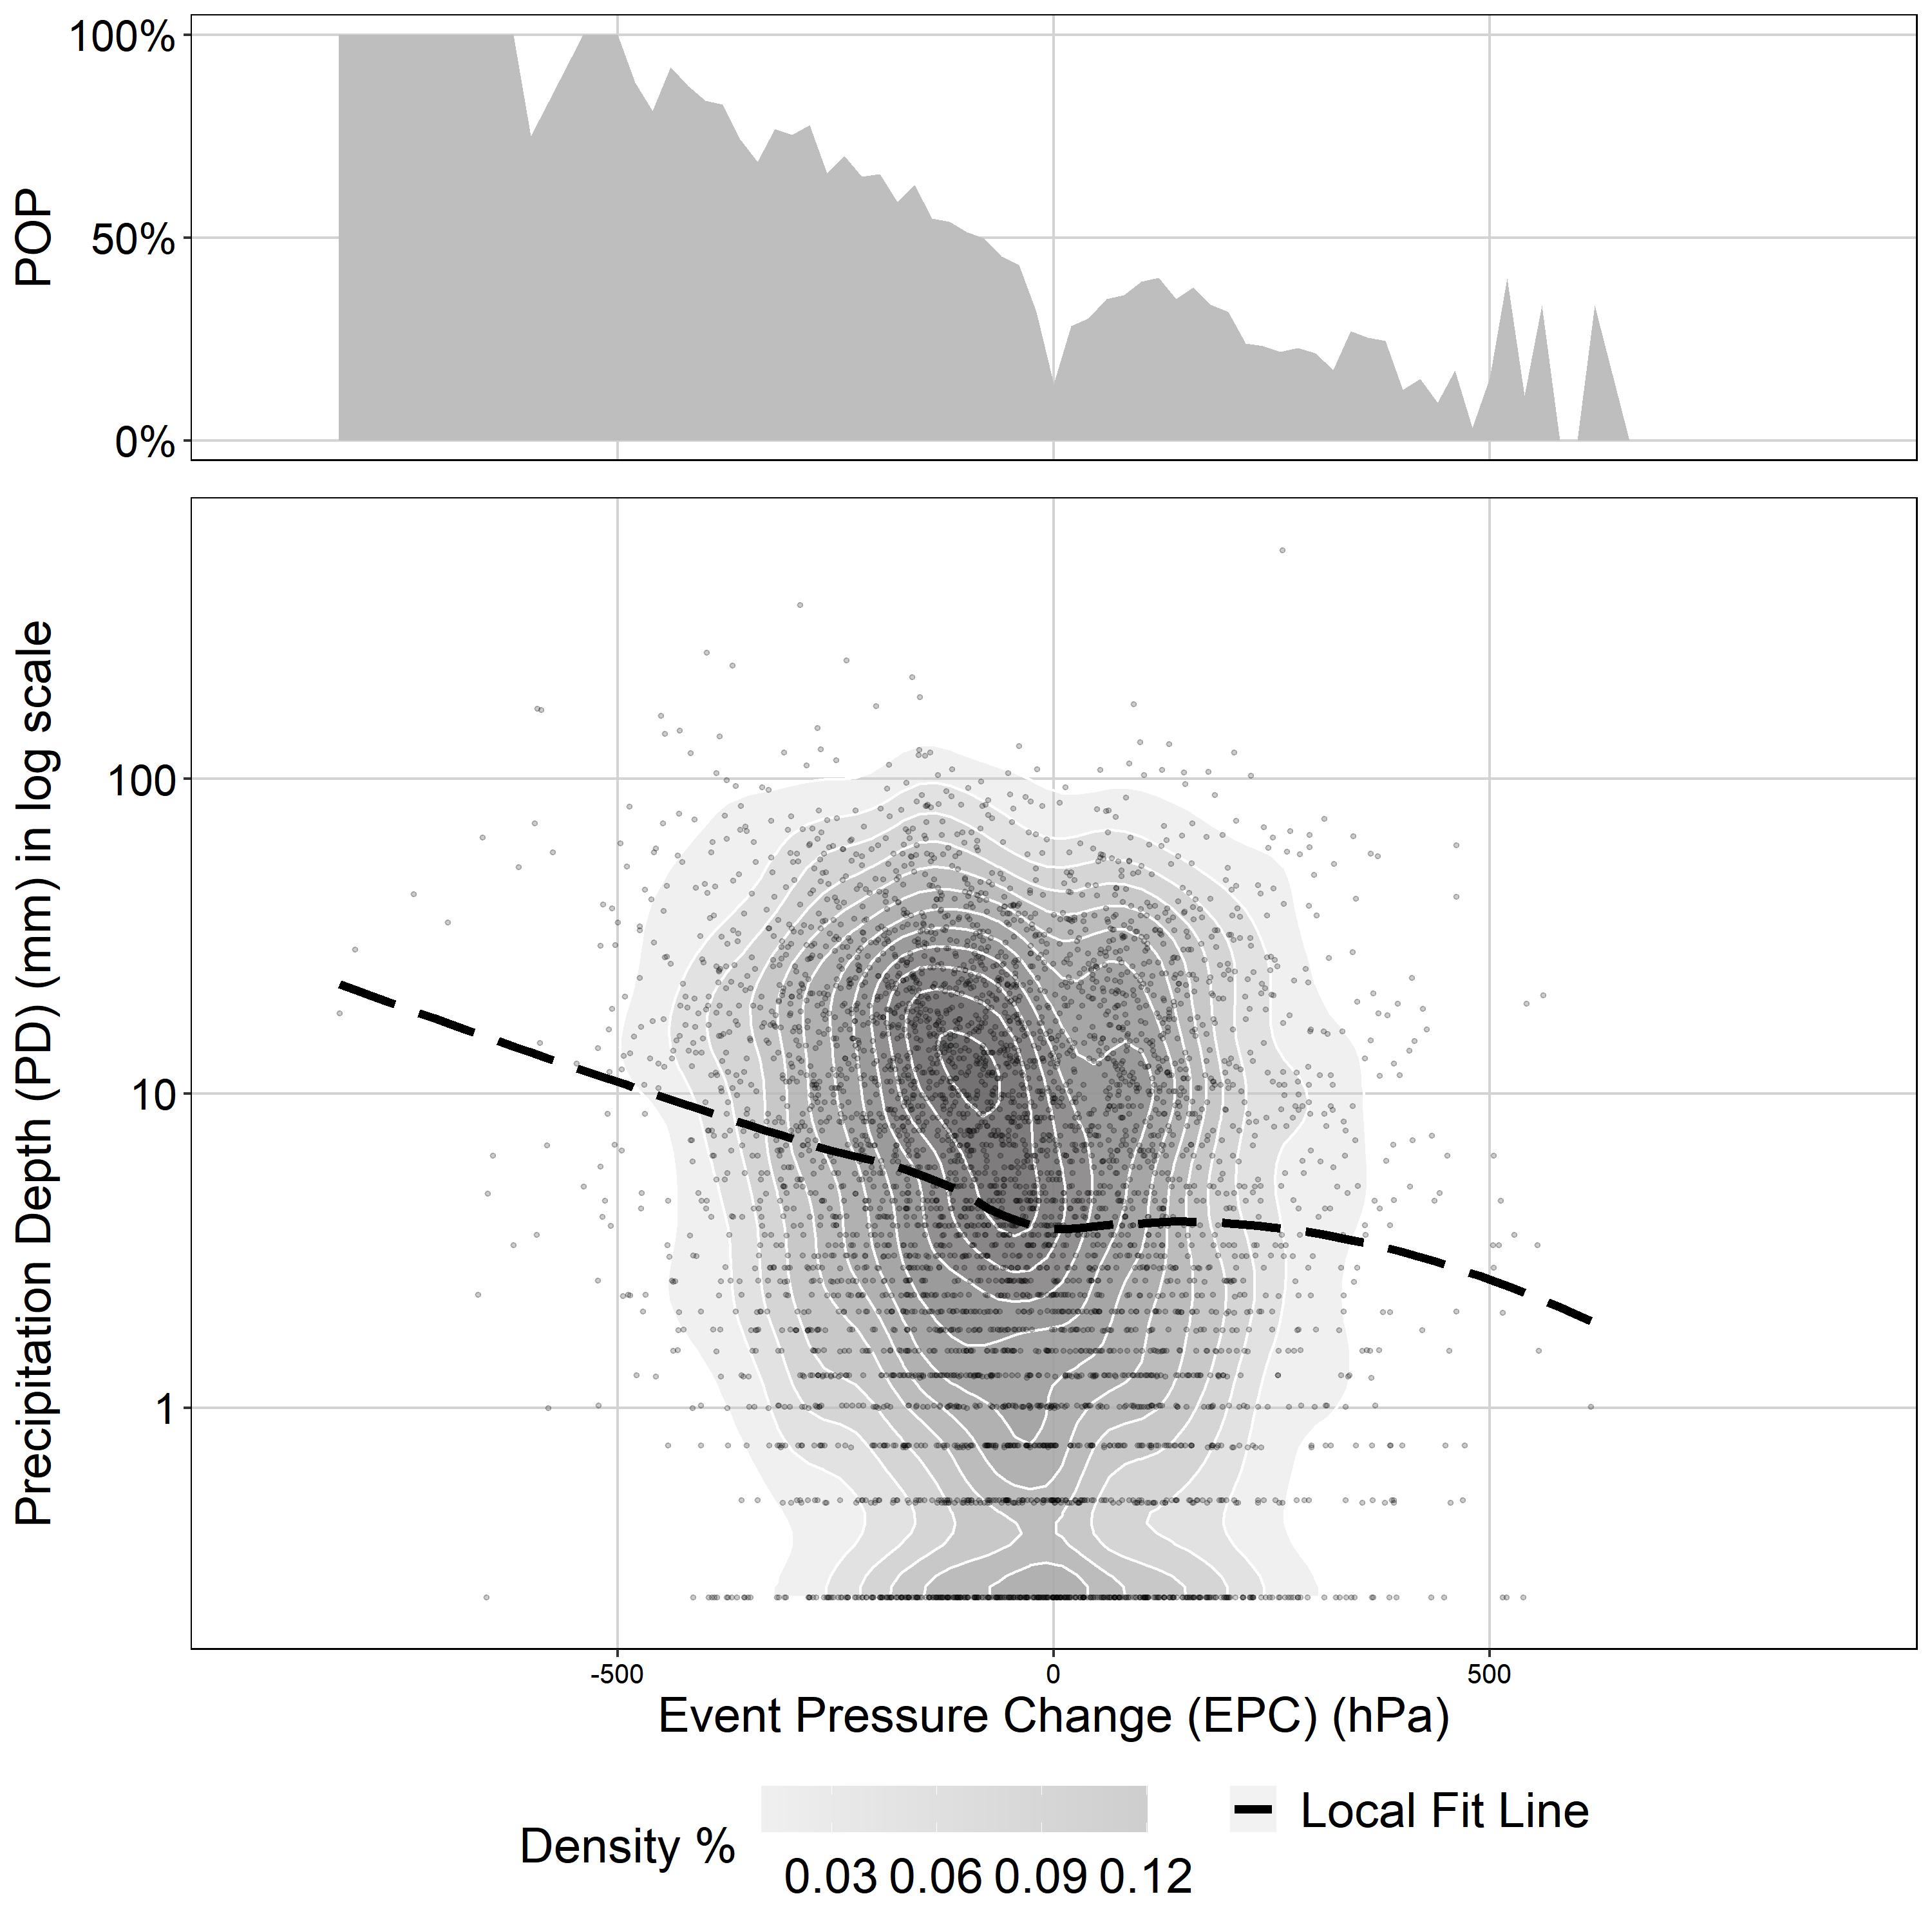 100%
50%
0%
POP
100
10
1
Precipitation Depth (PD) (mm) in log scale
-500 0 500
Event Pressure Change (EPC) (hPa)
Density %
0.03 0.06 0.09 0.12
Local Fit Line